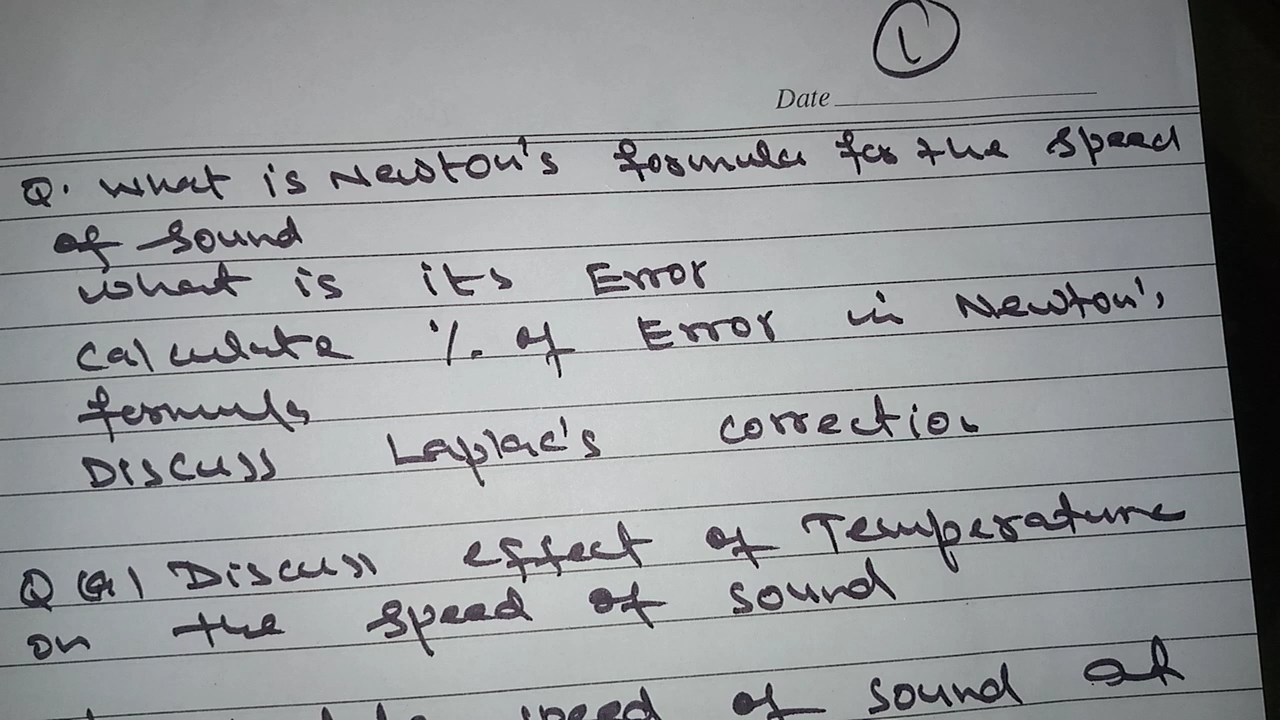 1
Date
Q. What is Newton's formula for the speed
of sound
what is its Error
calculate % of Error in Newton's
formula
DISCUSS Laplac's correction
Q (a) Discuss effect of Temperature
on the speed of sound
speed of sound at